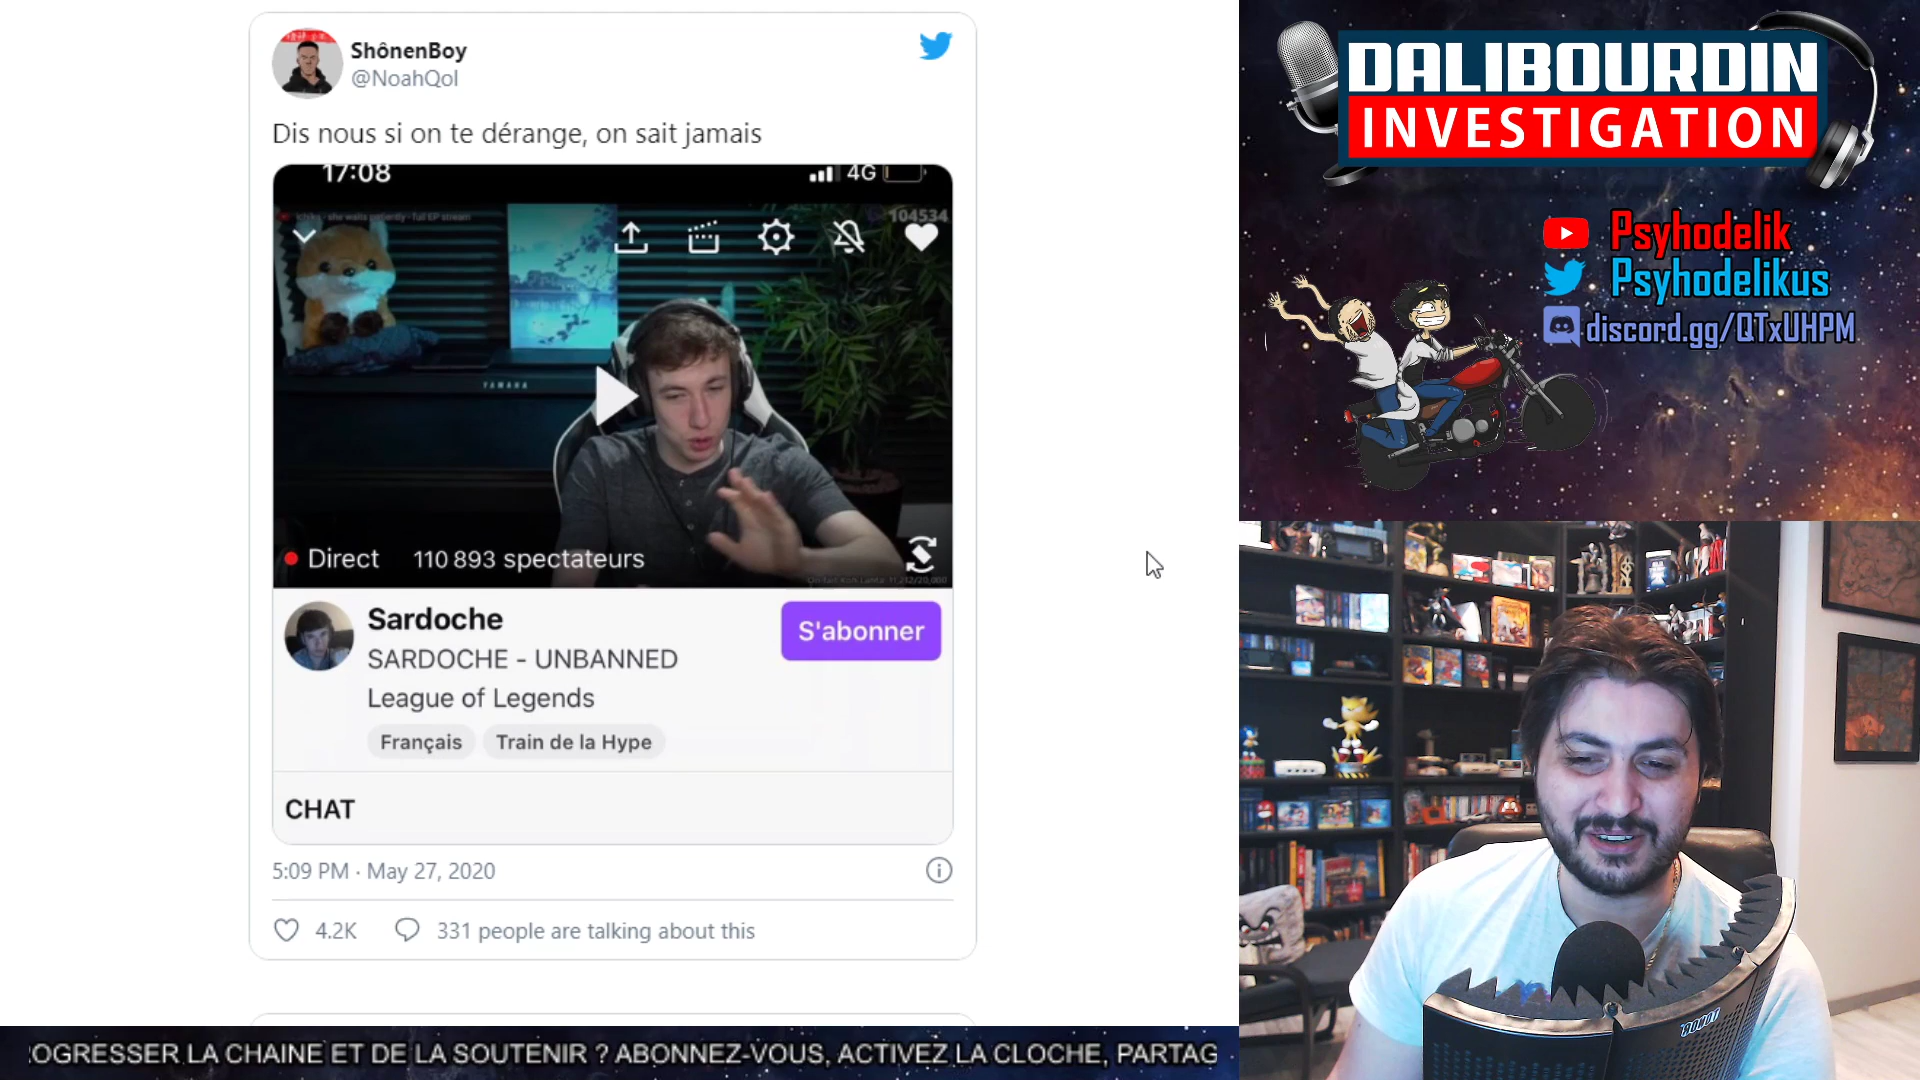 ShônenBoy
@NoahQol
Dis nous si on te dérange, on sait jamais
17:08
4G
104534
YAMAHA
Direct 110 893 spectateurs
Sardoche
S'abonner
SARDOCHE - UNBANNED
League of Legends
Français Train de la Hype
CHAT
5:09 PM · May 27, 2020
4.2K 331 people are talking about this
DALIBOURDIN
INVESTIGATION
Psyhodelik
Psyhodelikus
discord.gg/QTxUHPM
OGRESSER LA CHAINE ET DE LA SOUTENIR ? ABONNEZ-VOUS, ACTIVEZ LA CLOCHE, PARTAG